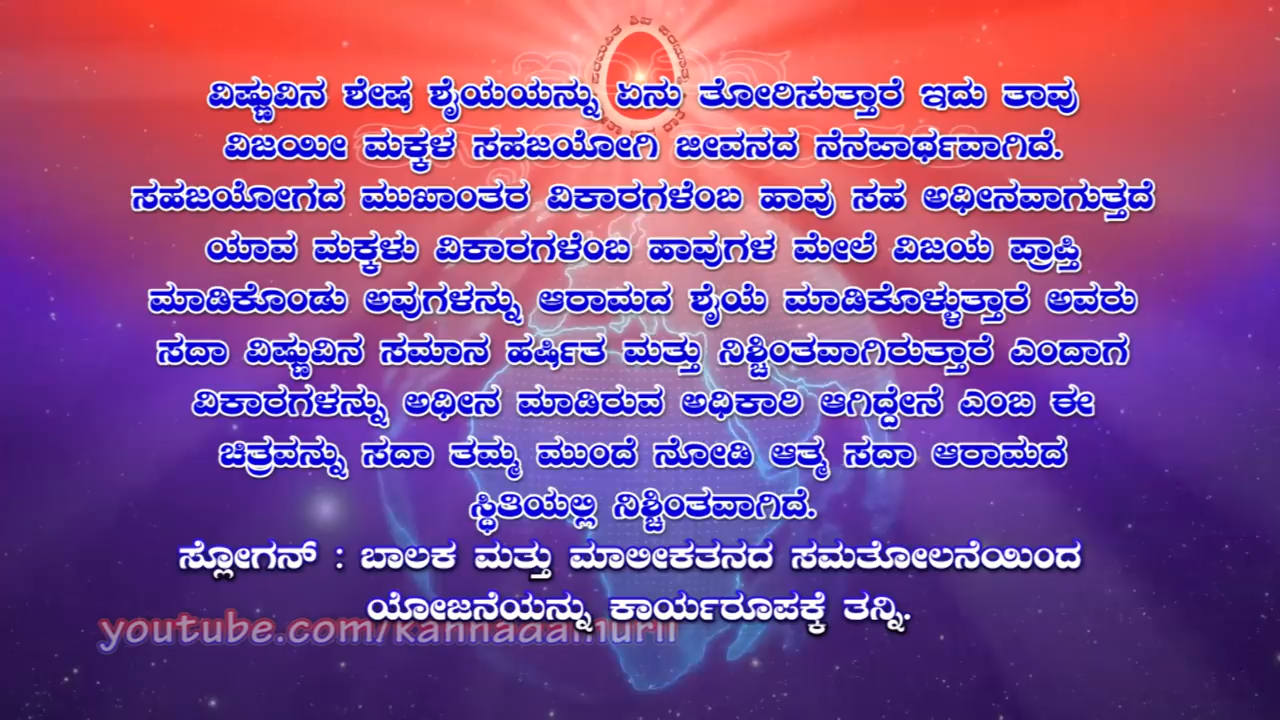 ವಿಷ್ಣುವಿನ ಶೇಷ ಶೈಯಯನ್ನು ಏನು ತೋರಿಸುತ್ತಾರೆ ಇದು ತಾವು
ವಿಜಯೀ ಮಕ್ಕಳ ಸಹಜಯೋಗಿ ಜೀವನದ ನೆನಪಾರ್ಥವಾಗಿದೆ.
ಸಹಜಯೋಗದ ಮುಖಾಂತರ ವಿಕಾರಗಳೆಂಬ ಹಾವು ಸಹ ಅಧೀನವಾಗುತ್ತದೆ
ಯಾವ ಮಕ್ಕಳು ವಿಕಾರಗಳೆಂಬ ಹಾವುಗಳ ಮೇಲೆ ವಿಜಯ ಪ್ರಾಪ್ತಿ
ಮಾಡಿಕೊಂಡು ಅವುಗಳನ್ನು ಆರಾಮದ ಶೈಯೆ ಮಾಡಿಕೊಳ್ಳುತ್ತಾರೆ ಅವರು
ಸದಾ ವಿಷ್ಣುವಿನ ಸಮಾನ ಹರ್ಷಿತ ಮತ್ತು ನಿಶ್ಚಿಂತವಾಗಿರುತ್ತಾರೆ ಎಂದಾಗ
ವಿಕಾರಗಳನ್ನು ಅಧೀನ ಮಾಡಿರುವ ಅಧಿಕಾರಿ ಆಗಿದ್ದೇನೆ ಎಂಬ ಈ
ಚಿತ್ರವನ್ನು ಸದಾ ತಮ್ಮ ಮುಂದೆ ನೋಡಿ ಆತ್ಮ ಸದಾ ಆರಾಮದ
ಸ್ಥಿತಿಯಲ್ಲಿ ನಿಶ್ಚಿಂತವಾಗಿದೆ.
ಸ್ಲೋಗನ್ : ಬಾಲಕ ಮತ್ತು ಮಾಲೀಕತನದ ಸಮತೋಲನೆಯಿಂದ
ಯೋಜನೆಯನ್ನು ಕಾರ್ಯರೂಪಕ್ಕೆ ತನ್ನಿ.
youtube.com/kannadamurli